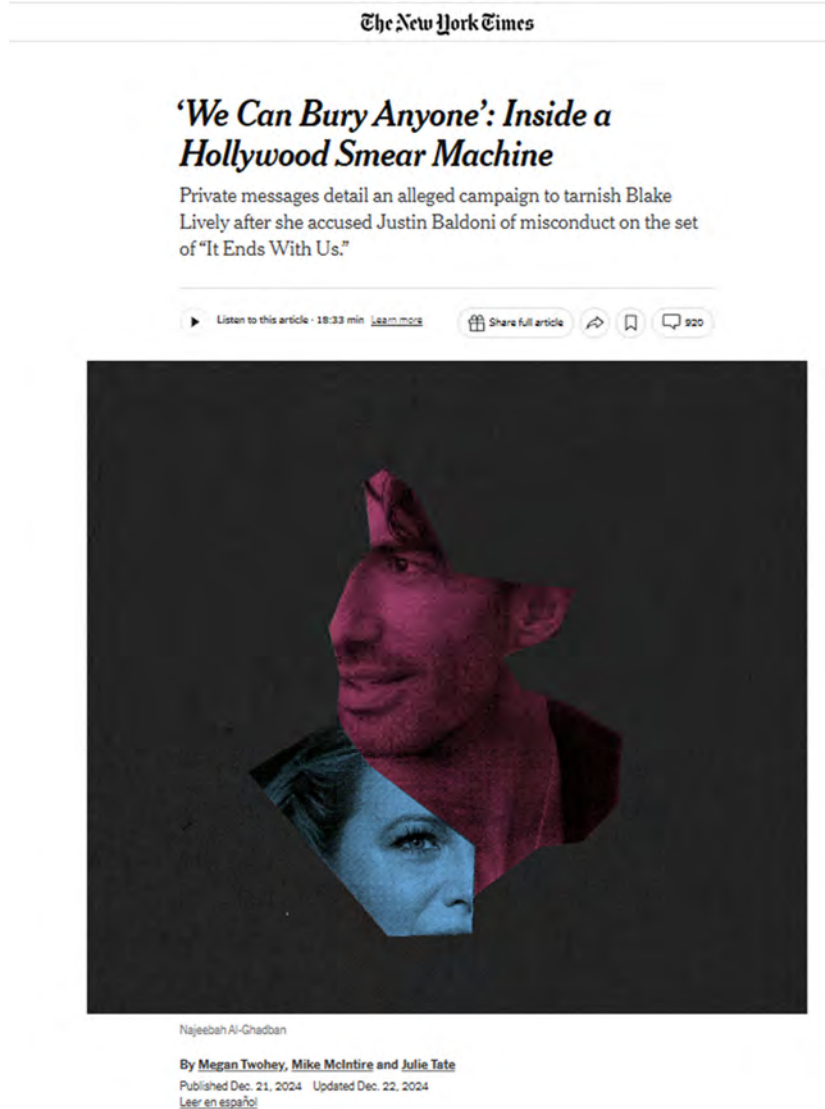 The New York Times
‘We Can Bury Anyone’: Inside a
Hollywood Smear Machine
Private messages detail an alleged campaign to tarnish Blake
Lively after she accused Justin Baldoni of misconduct on the set
of “It Ends With Us.”
Listen to this article · 18:33 min Learn more
Share full article
920
Najeebah Al-Ghadban
By Megan Twohey, Mike McIntire and Julie Tate
Published Dec. 21, 2024 Updated Dec. 22, 2024
Leer en español